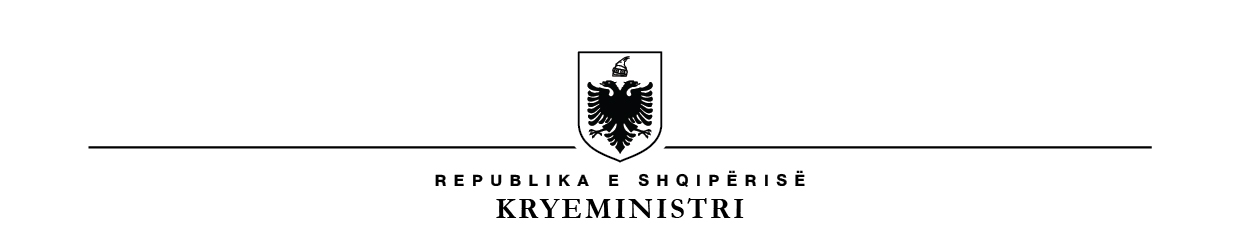 REPUBLIKA E SHQIPËRISË
KRYEMINISTRI